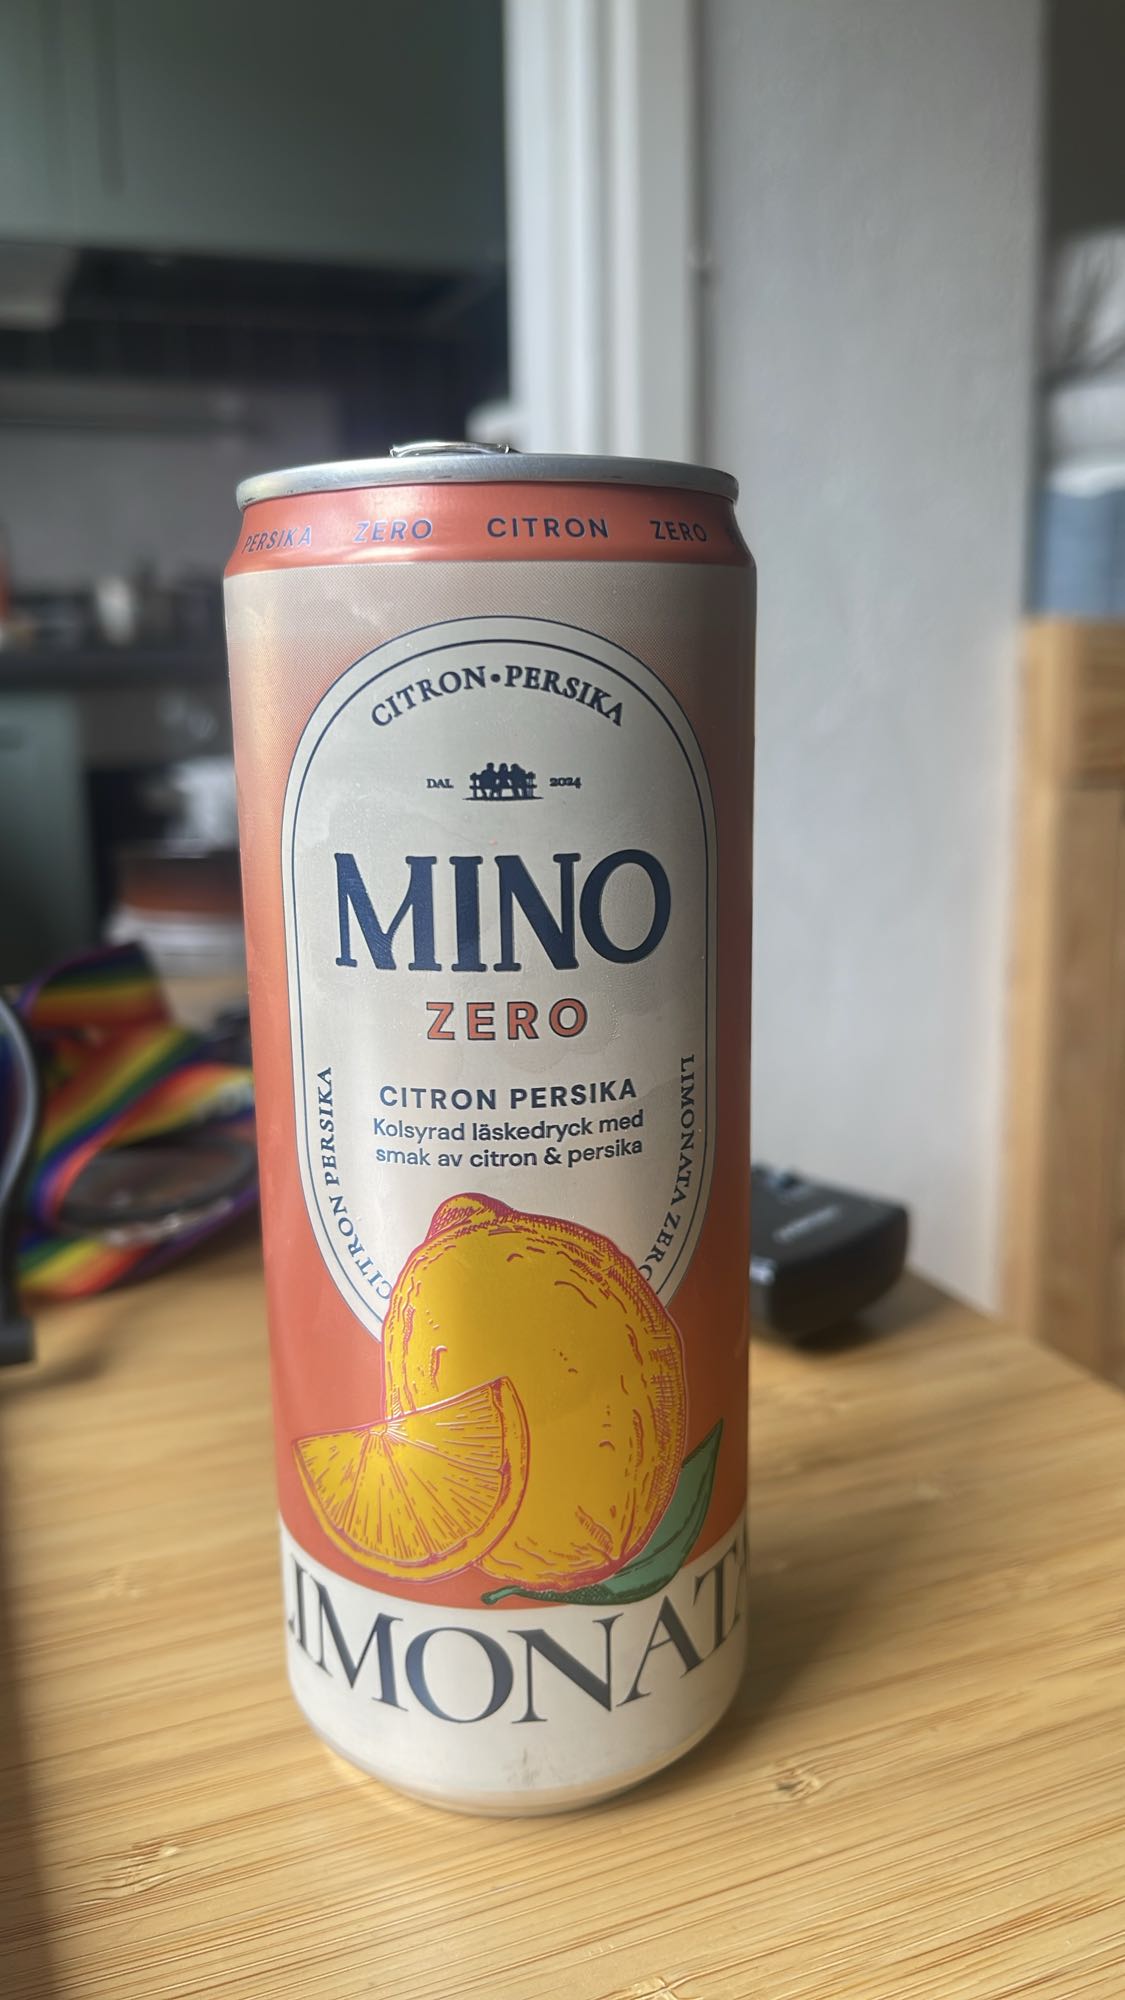 PERSIKA ZERO CITRON ZERO
CITRON•PERSIKA
DAL 2024
MINO
ZERO
CITRON PERSIKA
Kolsyrad läskedryck med
smak av citron & persika
CITRON PERSIKA
LIMONATA ZERO
LIMONATA